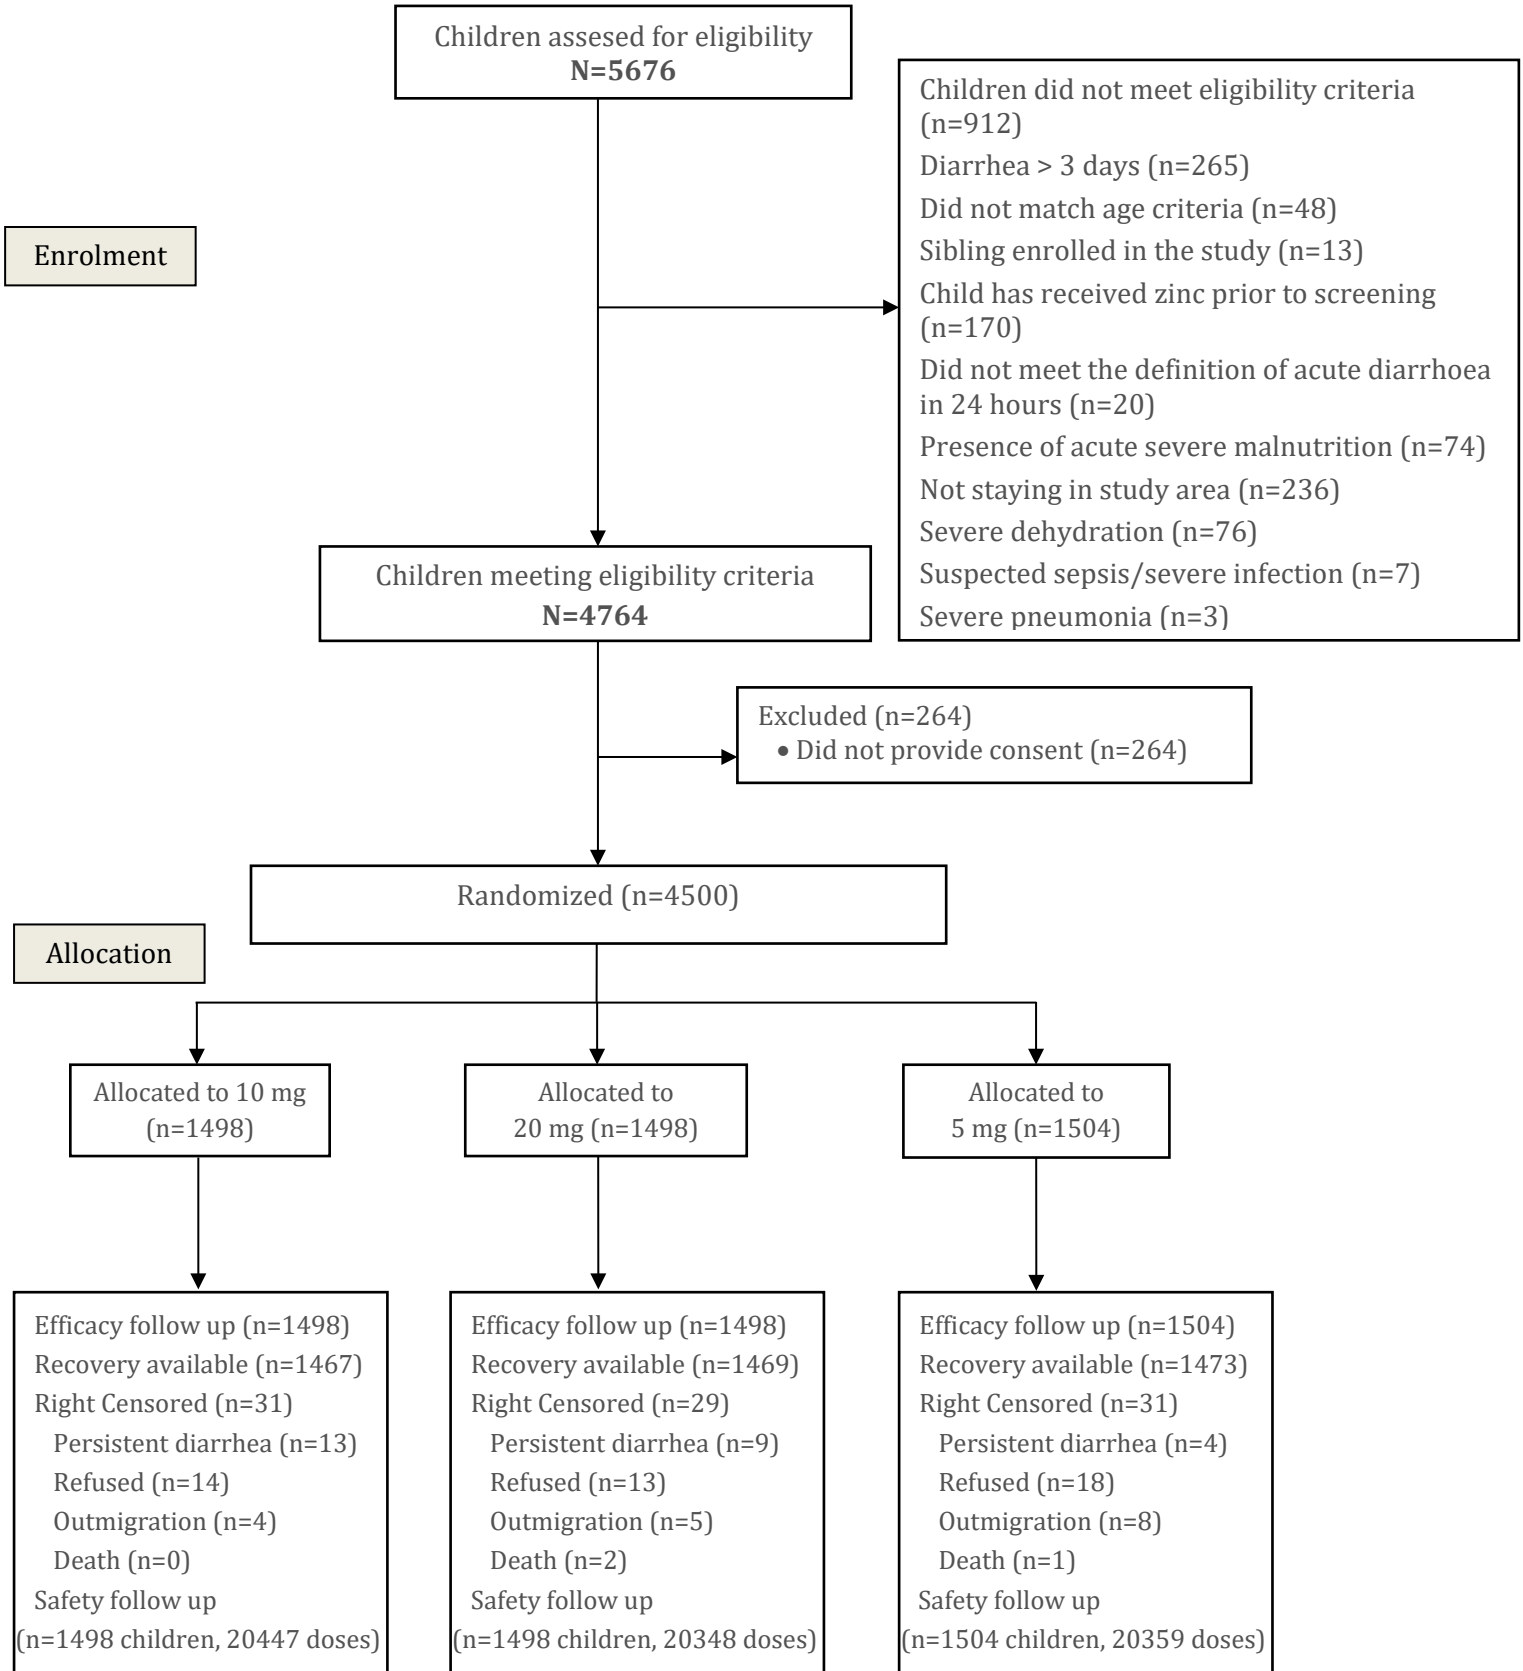 Children assesed for eligibility
N=5676
Children did not meet eligibility criteria
(n=912)
Diarrhea > 3 days (n=265)
Did not match age criteria (n=48)
Sibling enrolled in the study (n=13)
Child has received zinc prior to screening
(n=170)
Did not meet the definition of acute diarrhoea
in 24 hours (n=20)
Presence of acute severe malnutrition (n=74)
Not staying in study area (n=236)
Severe dehydration (n=76)
Suspected sepsis/severe infection (n=7)
Severe pneumonia (n=3)
Enrolment
Children meeting eligibility criteria
N=4764
Excluded (n=264)
• Did not provide consent (n=264)
Randomized (n=4500)
Allocation
Allocated to 10 mg
(n=1498)
Allocated to
20 mg (n=1498)
Allocated to
5 mg (n=1504)
Efficacy follow up (n=1498)
Recovery available (n=1467)
Right Censored (n=31)
Persistent diarrhea (n=13)
Refused (n=14)
Outmigration (n=4)
Death (n=0)
Safety follow up
(n=1498 children, 20447 doses)
Efficacy follow up (n=1498)
Recovery available (n=1469)
Right Censored (n=29)
Persistent diarrhea (n=9)
Refused (n=13)
Outmigration (n=5)
Death (n=2)
Safety follow up
(n=1498 children, 20348 doses)
Efficacy follow up (n=1504)
Recovery available (n=1473)
Right Censored (n=31)
Persistent diarrhea (n=4)
Refused (n=18)
Outmigration (n=8)
Death (n=1)
Safety follow up
(n=1504 children, 20359 doses)